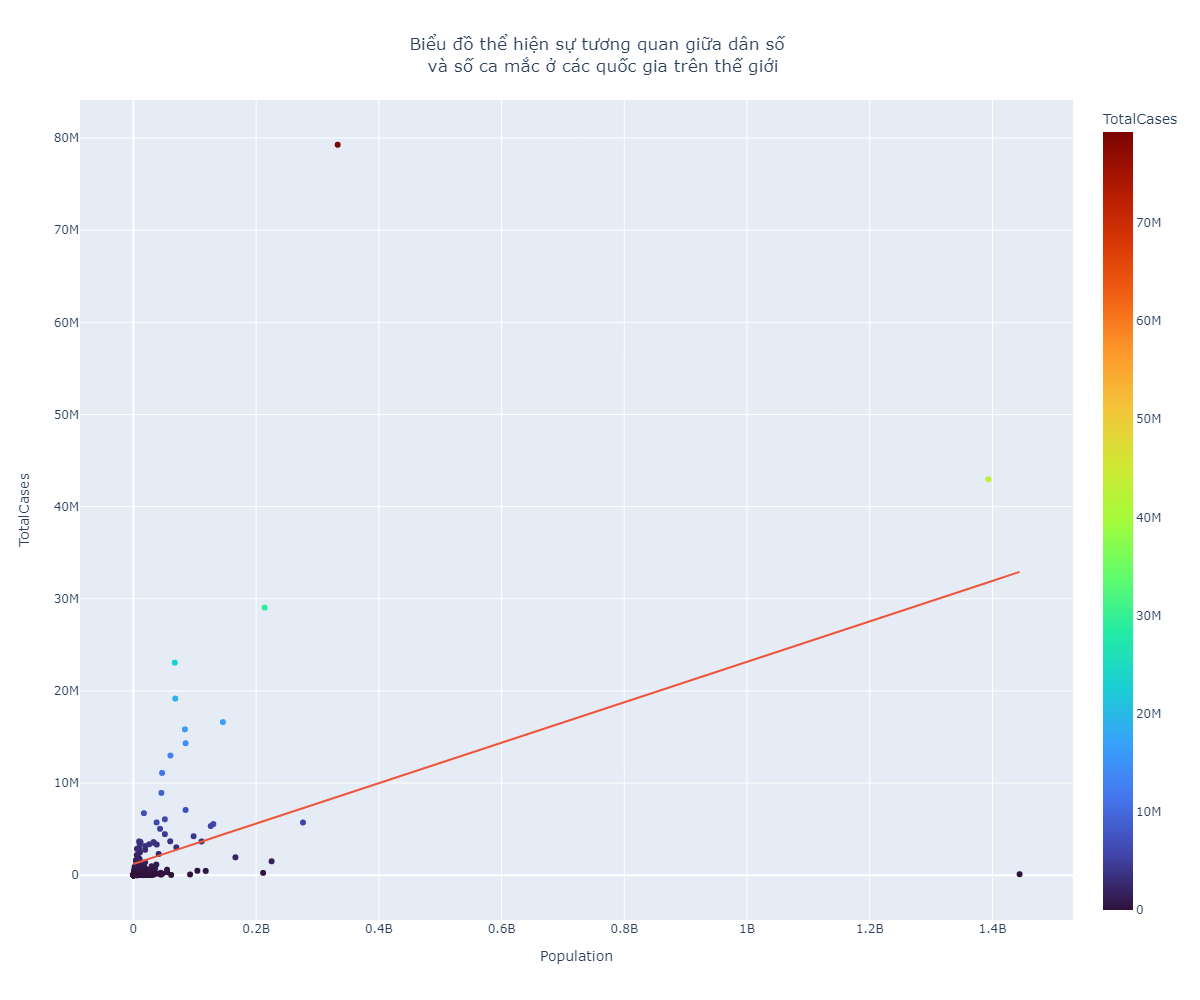 Biểu đồ thể hiện sự tương quan giữa dân số
và số ca mắc ở các quốc gia trên thế giới
TotalCases
80M
70M
60M
50M
40M
30M
20M
10M
0
TotalCases
70M
60M
50M
40M
30M
20M
10M
0
0
0.2B
0.4B
0.6B
0.8B
1B
1.2B
1.4B
Population